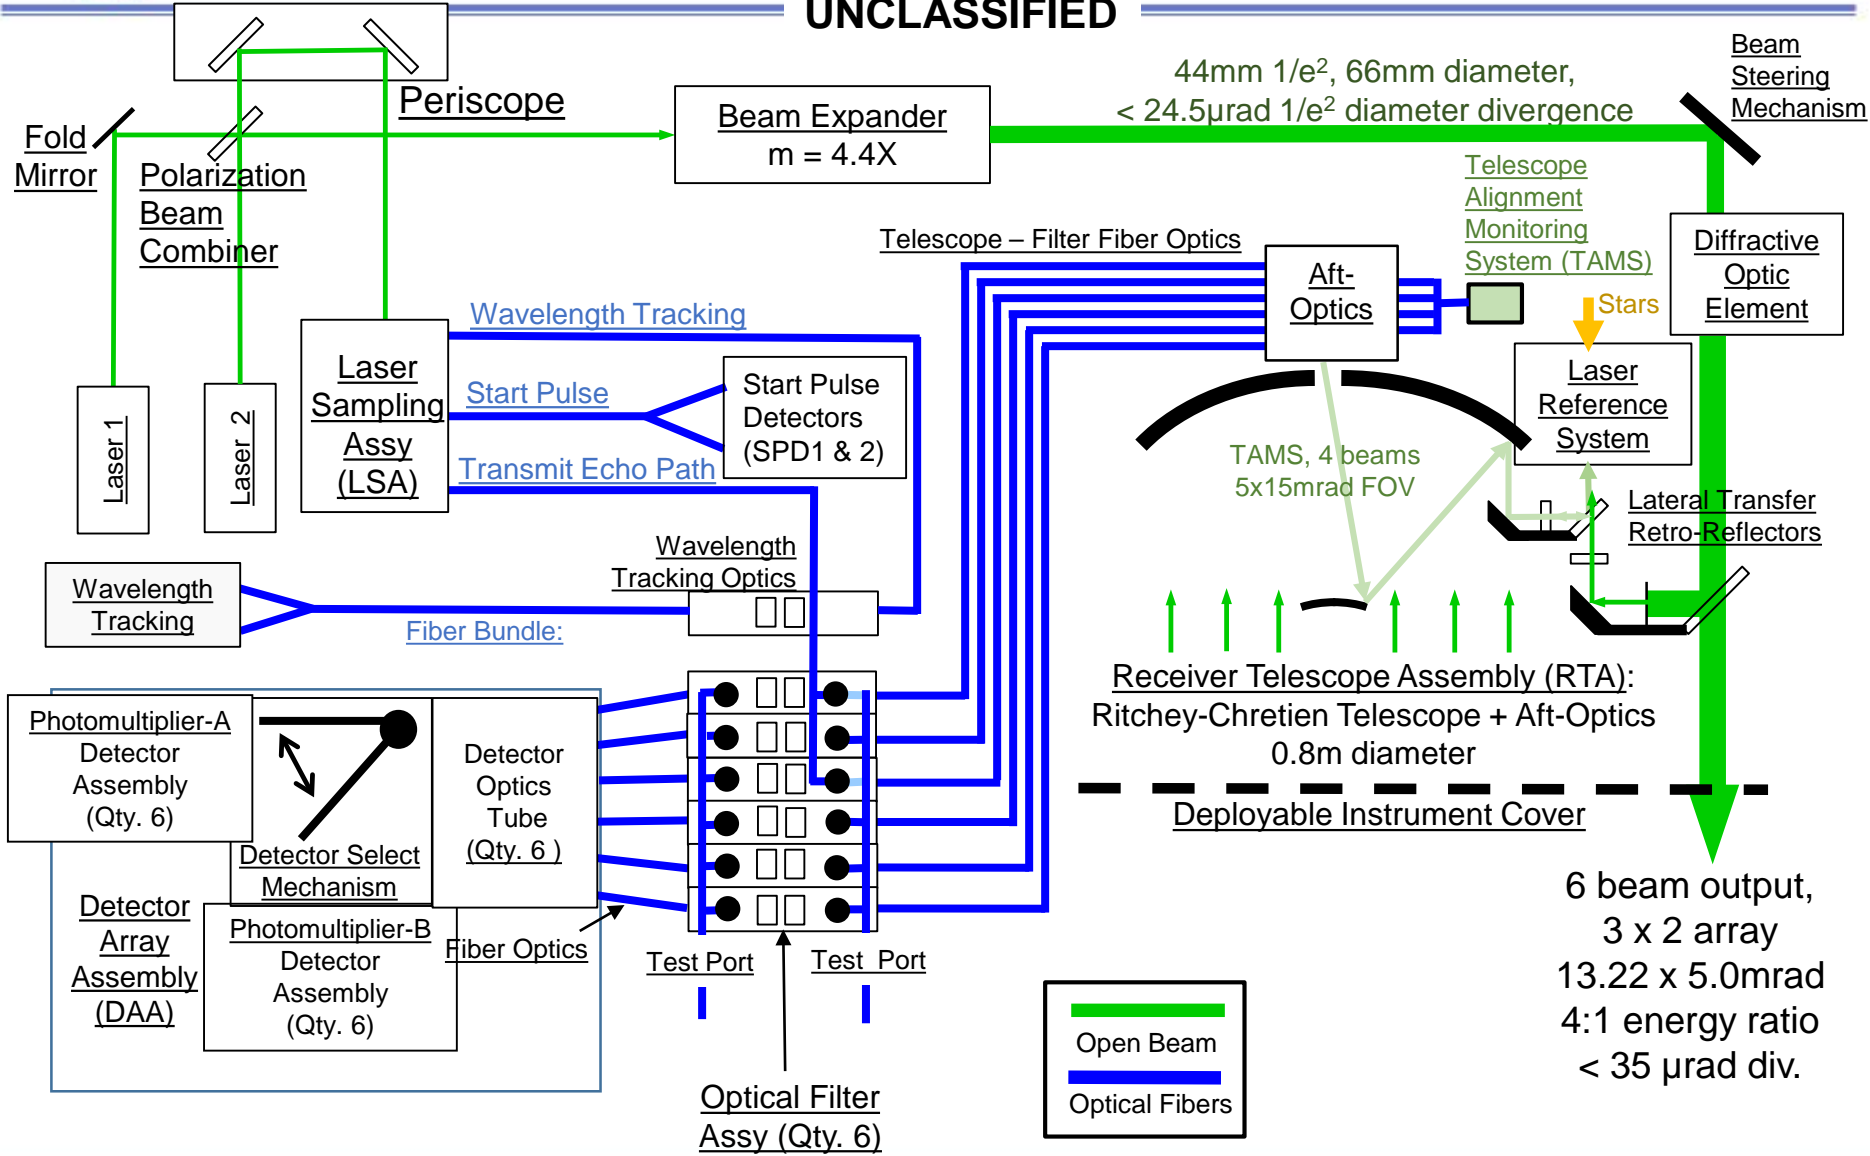 UNCLASSIFIED
Periscope
Fold
Mirror
Polarization
Beam
Combiner
Beam Expander
m = 4.4X
44mm 1/e², 66mm diameter,
< 24.5µrad 1/e² diameter divergence
Beam
Steering
Mechanism
Telescope
Alignment
Monitoring
System (TAMS)
Diffractive
Optic
Element
Telescope – Filter Fiber Optics
Aft-
Optics
Stars
Laser
Reference
System
Laser 1
Laser 2
Laser
Sampling
Assy
(LSA)
Wavelength Tracking
Start Pulse
Transmit Echo Path
Start Pulse
Detectors
(SPD1 & 2)
TAMS, 4 beams
5x15mrad FOV
Lateral Transfer
Retro-Reflectors
Wavelength
Tracking Optics
Wavelength
Tracking
Fiber Bundle:
Receiver Telescope Assembly (RTA):
Ritchey-Chretien Telescope + Aft-Optics
0.8m diameter
Deployable Instrument Cover
Photomultiplier-A
Detector
Assembly
(Qty. 6)
Detector Select
Mechanism
Detector
Optics
Tube
(Qty. 6 )
Detector
Array
Assembly
(DAA)
Photomultiplier-B
Detector
Assembly
(Qty. 6)
Fiber Optics
Test Port
Test  Port
Optical Filter
Assy (Qty. 6)
Open Beam
Optical Fibers
6 beam output,
3 x 2 array
13.22 x 5.0mrad
4:1 energy ratio
< 35 µrad div.